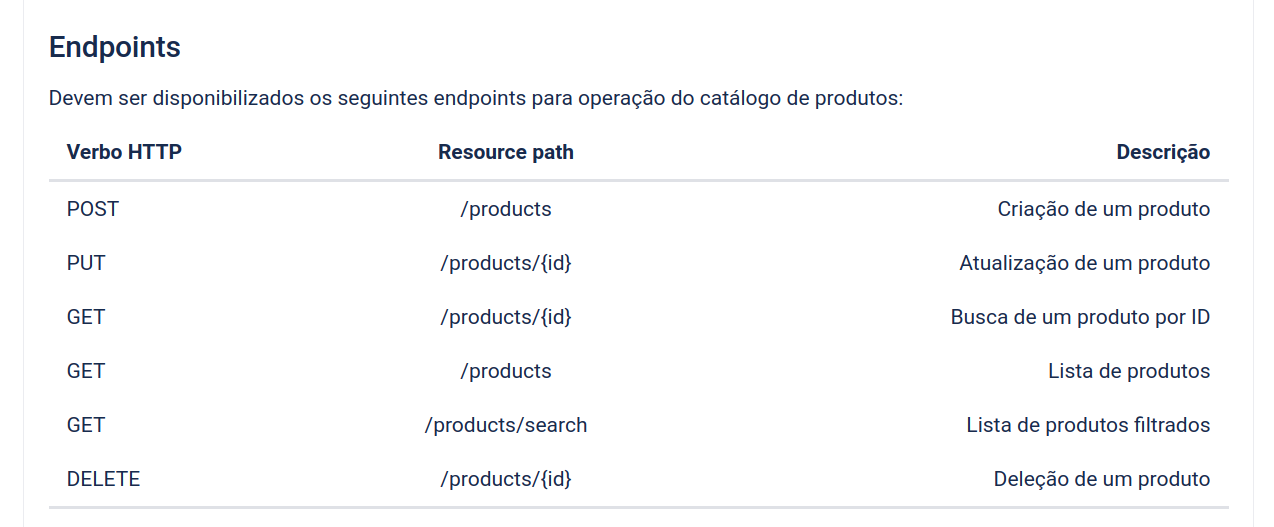 Endpoints
Devem ser disponibilizados os seguintes endpoints para operação do catálogo de produtos:
Verbo HTTP Resource path Descrição
POST /products Criação de um produto
PUT /products/{id} Atualização de um produto
GET /products/{id} Busca de um produto por ID
GET /products Lista de produtos
GET /products/search Lista de produtos filtrados
DELETE /products/{id} Deleção de um produto